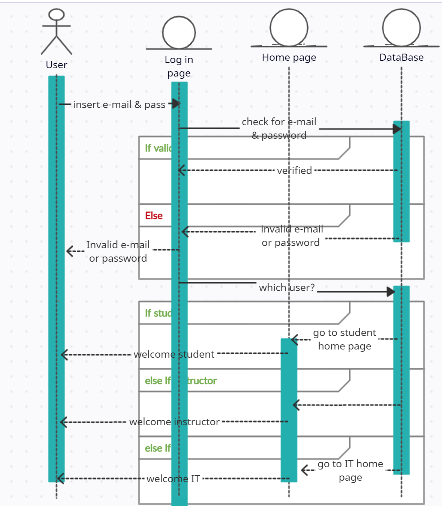 User
Log in
page
Home page
DataBase
insert e-mail & pass
check for e-mail
& password
If valid
verified
Else
Invalid e-mail
or password
Invalid e-mail
or password
which user?
If stud
go to student
home page
welcome student
else If
tructor
welcome instructor
else If
go to IT home
page
welcome IT